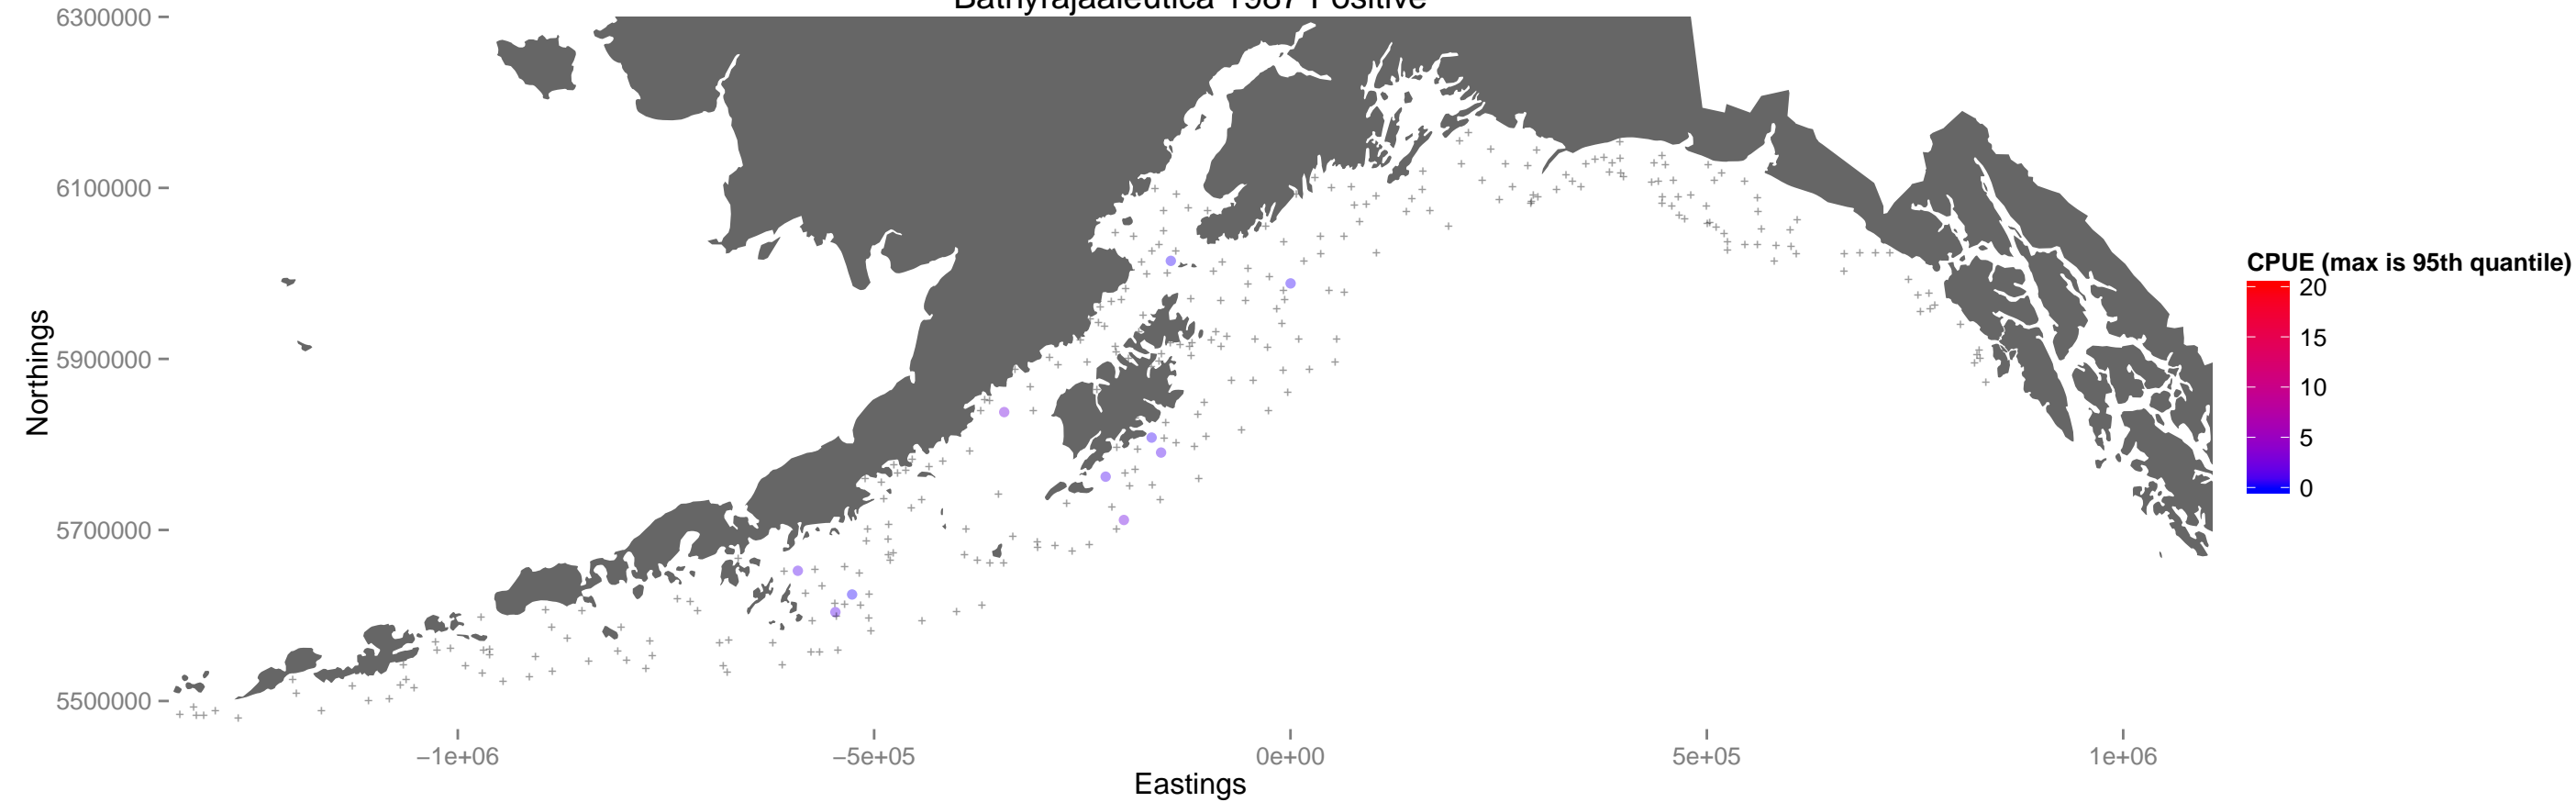 Bathyrajaaleutica 1987 Positive
6300000
6100000
5900000
5700000
5500000
Northings
−1e+06
−5e+05
0e+00
5e+05
1e+06
Eastings
CPUE (max is 95th quantile)
20
15
10
5
0